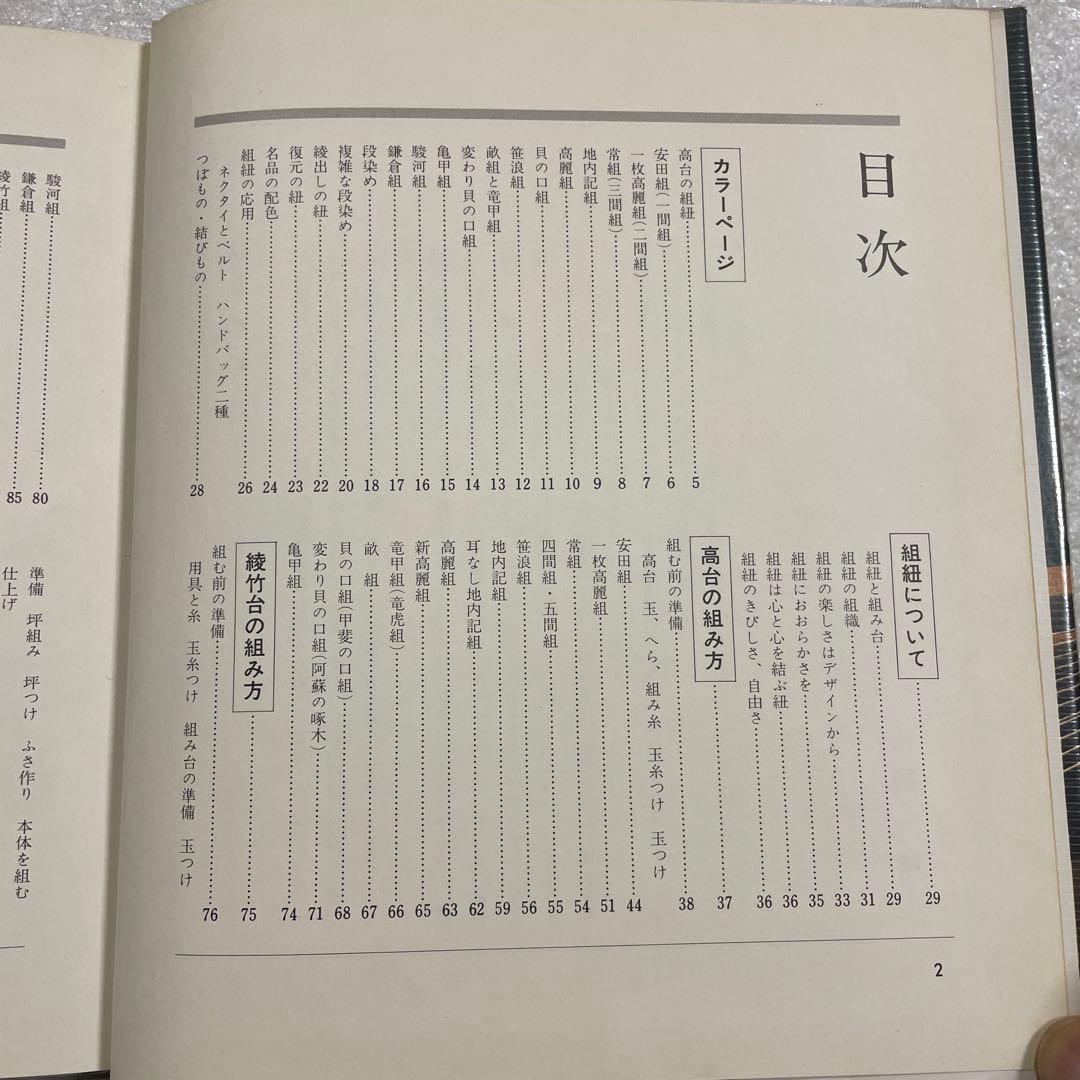 目次
カラーページ
高台の組紐……5
安田組(一間組)……6
一枚高麗組(二間組)……7
常組(三間組)……8
地内記組……9
高麗組……10
貝の口組……11
笹浪組……12
畝組と竜甲組……13
変わり貝の口組……14
亀甲組……15
駿河組……16
鎌倉組……17
段染め……18
複雑な段染め……20
綾出しの紐……22
復元の紐……23
名品の配色……24
組紐の応用……26
ネクタイとベルト ハンドバッグ二種
つぼもの・結びもの……28
組紐について……29
組紐と組み台……29
組紐の組織……31
組紐の楽しさはデザインから……33
組紐におおらかさを……35
組紐は心と心を結ぶ紐……36
組紐のきびしさ、自由さ……36
高台の組み方……37
組む前の準備……38
高台 玉、へら、組み糸 玉糸つけ 玉つけ
安田組……44
一枚高麗組……51
常組……54
四間組・五間組……55
笹浪組……56
地内記組……59
耳なし地内記組……62
高麗組……63
新高麗組……65
竜甲組(竜虎組)……66
畝 組……67
貝の口組(甲斐の口組)……68
変わり貝の口組(阿蘇の啄木)……71
亀甲組……74
綾竹台の組み方……75
組む前の準備……76
用具と糸 玉糸つけ 組み台の準備 玉つけ
2
駿河組……80
鎌倉組……85
綾竹組
準備 坪組み 坪つけ ふさ作り 本体を組む
仕上げ